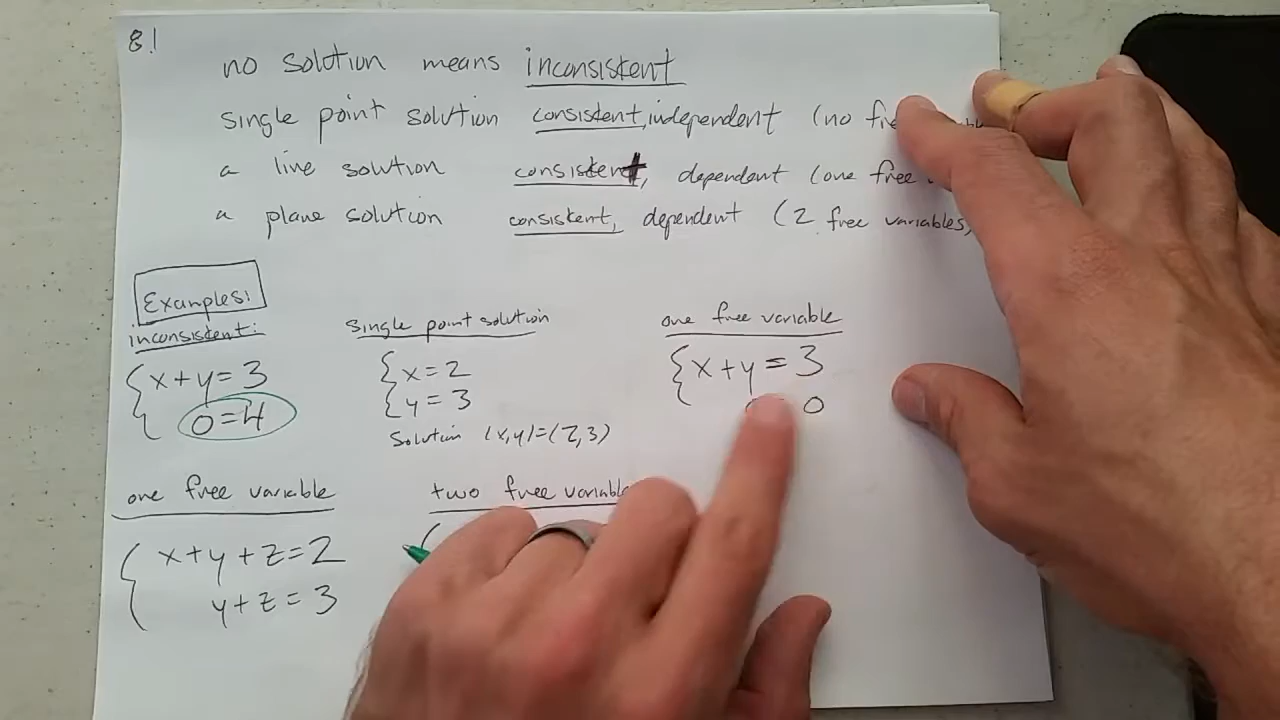 8.1
no solution means inconsistent
single point solution consistent, independent (no
a line solution consistent, dependent (one free
a plane solution consistent, dependent (2 free variables)
Examples:
inconsistent:
{ x+y=3
0=4
single point solution
{ x=2
{ y=3
Solution (x,y)=(2,3)
one free variable
{ x+y=3
0
one free variable
{ x+y+z=2
y+z=3
two free variable